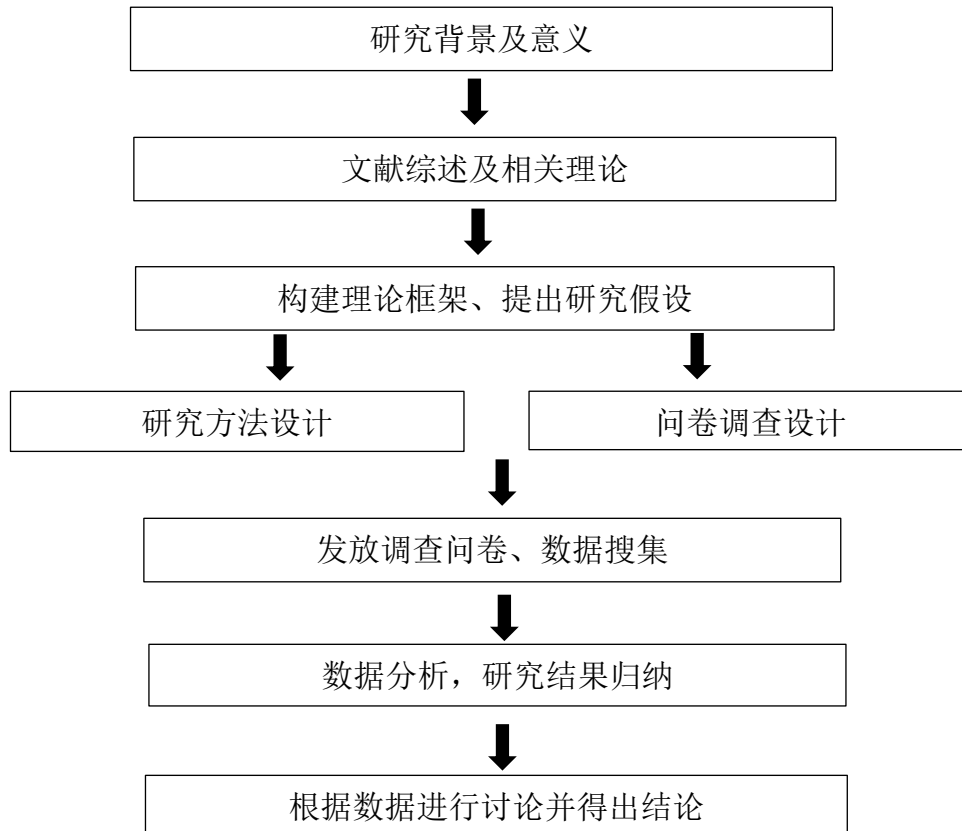 研究背景及意义
文献综述及相关理论
构建理论框架、提出研究假设
研究方法设计
问卷调查设计
发放调查问卷、数据搜集
数据分析，研究结果归纳
根据数据进行讨论并得出结论